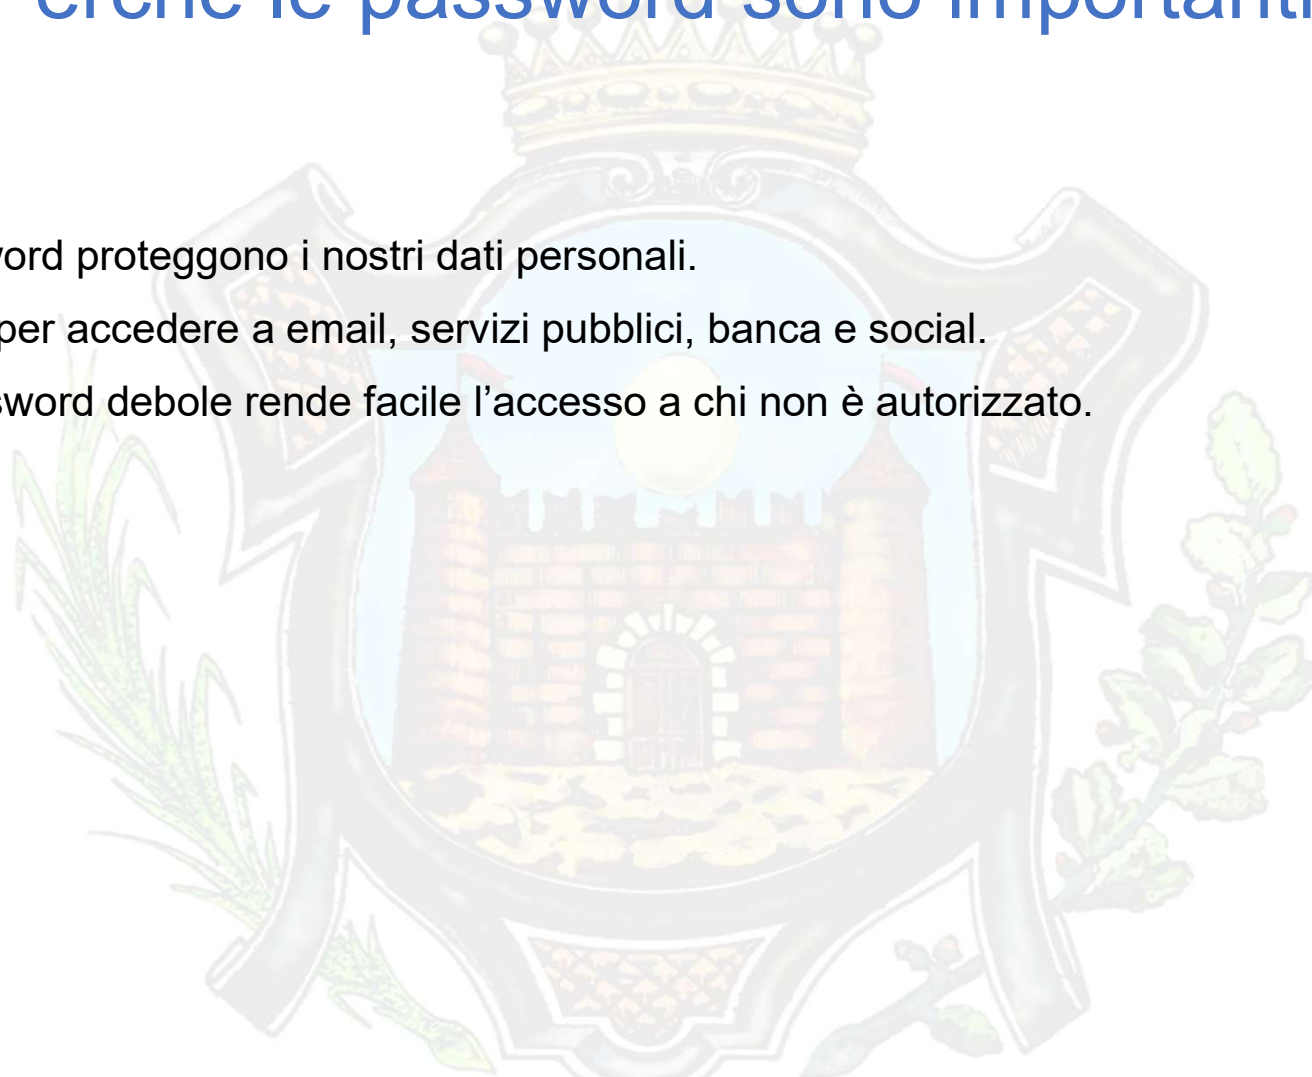 erché le password sono importanti
word proteggono i nostri dati personali.
per accedere a email, servizi pubblici, banca e social.
sword debole rende facile l’accesso a chi non è autorizzato.